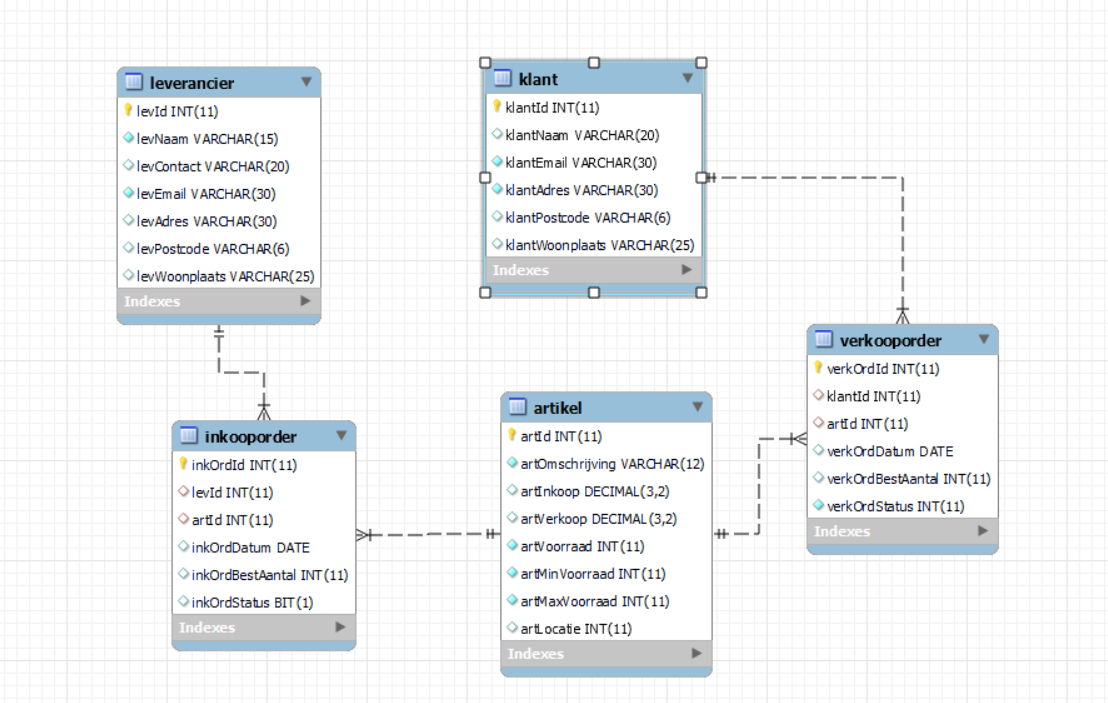 leverancier
levId INT(11)
levNaam VARCHAR(15)
levContact VARCHAR(20)
levEmail VARCHAR(30)
levAdres VARCHAR(30)
levPostcode VARCHAR(6)
levWoonplaats VARCHAR(25)
Indexes
klant
klantId INT(11)
klantNaam VARCHAR(20)
klantEmail VARCHAR(30)
klantAdres VARCHAR(30)
klantPostcode VARCHAR(6)
klantWoonplaats VARCHAR(25)
Indexes
verkooporder
verkOrdId INT(11)
klantId INT(11)
artId INT(11)
verkOrdDatum DATE
verkOrdBestAantal INT(11)
verkOrdStatus INT(11)
Indexes
inkooporder
inkOrdId INT(11)
levId INT(11)
artId INT(11)
inkOrdDatum DATE
inkOrdBestAantal INT(11)
inkOrdStatus BIT(1)
Indexes
artikel
artId INT(11)
artOmschrijving VARCHAR(12)
artInkoop DECIMAL(3,2)
artVerkoop DECIMAL(3,2)
artVoorraad INT(11)
artMinVoorraad INT(11)
artMaxVoorraad INT(11)
artLocatie INT(11)
Indexes